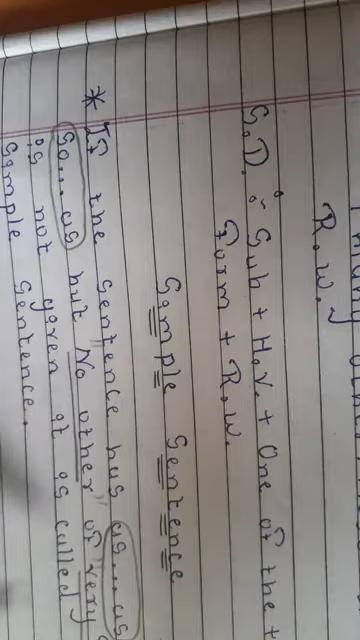 R.W.
S.D. : Sub + H.V. + One of the
Form + R.W.
Simple Sentence
* If the sentence has as...as
So...as but "No other" or "very
is not given it is called
Simple sentence.